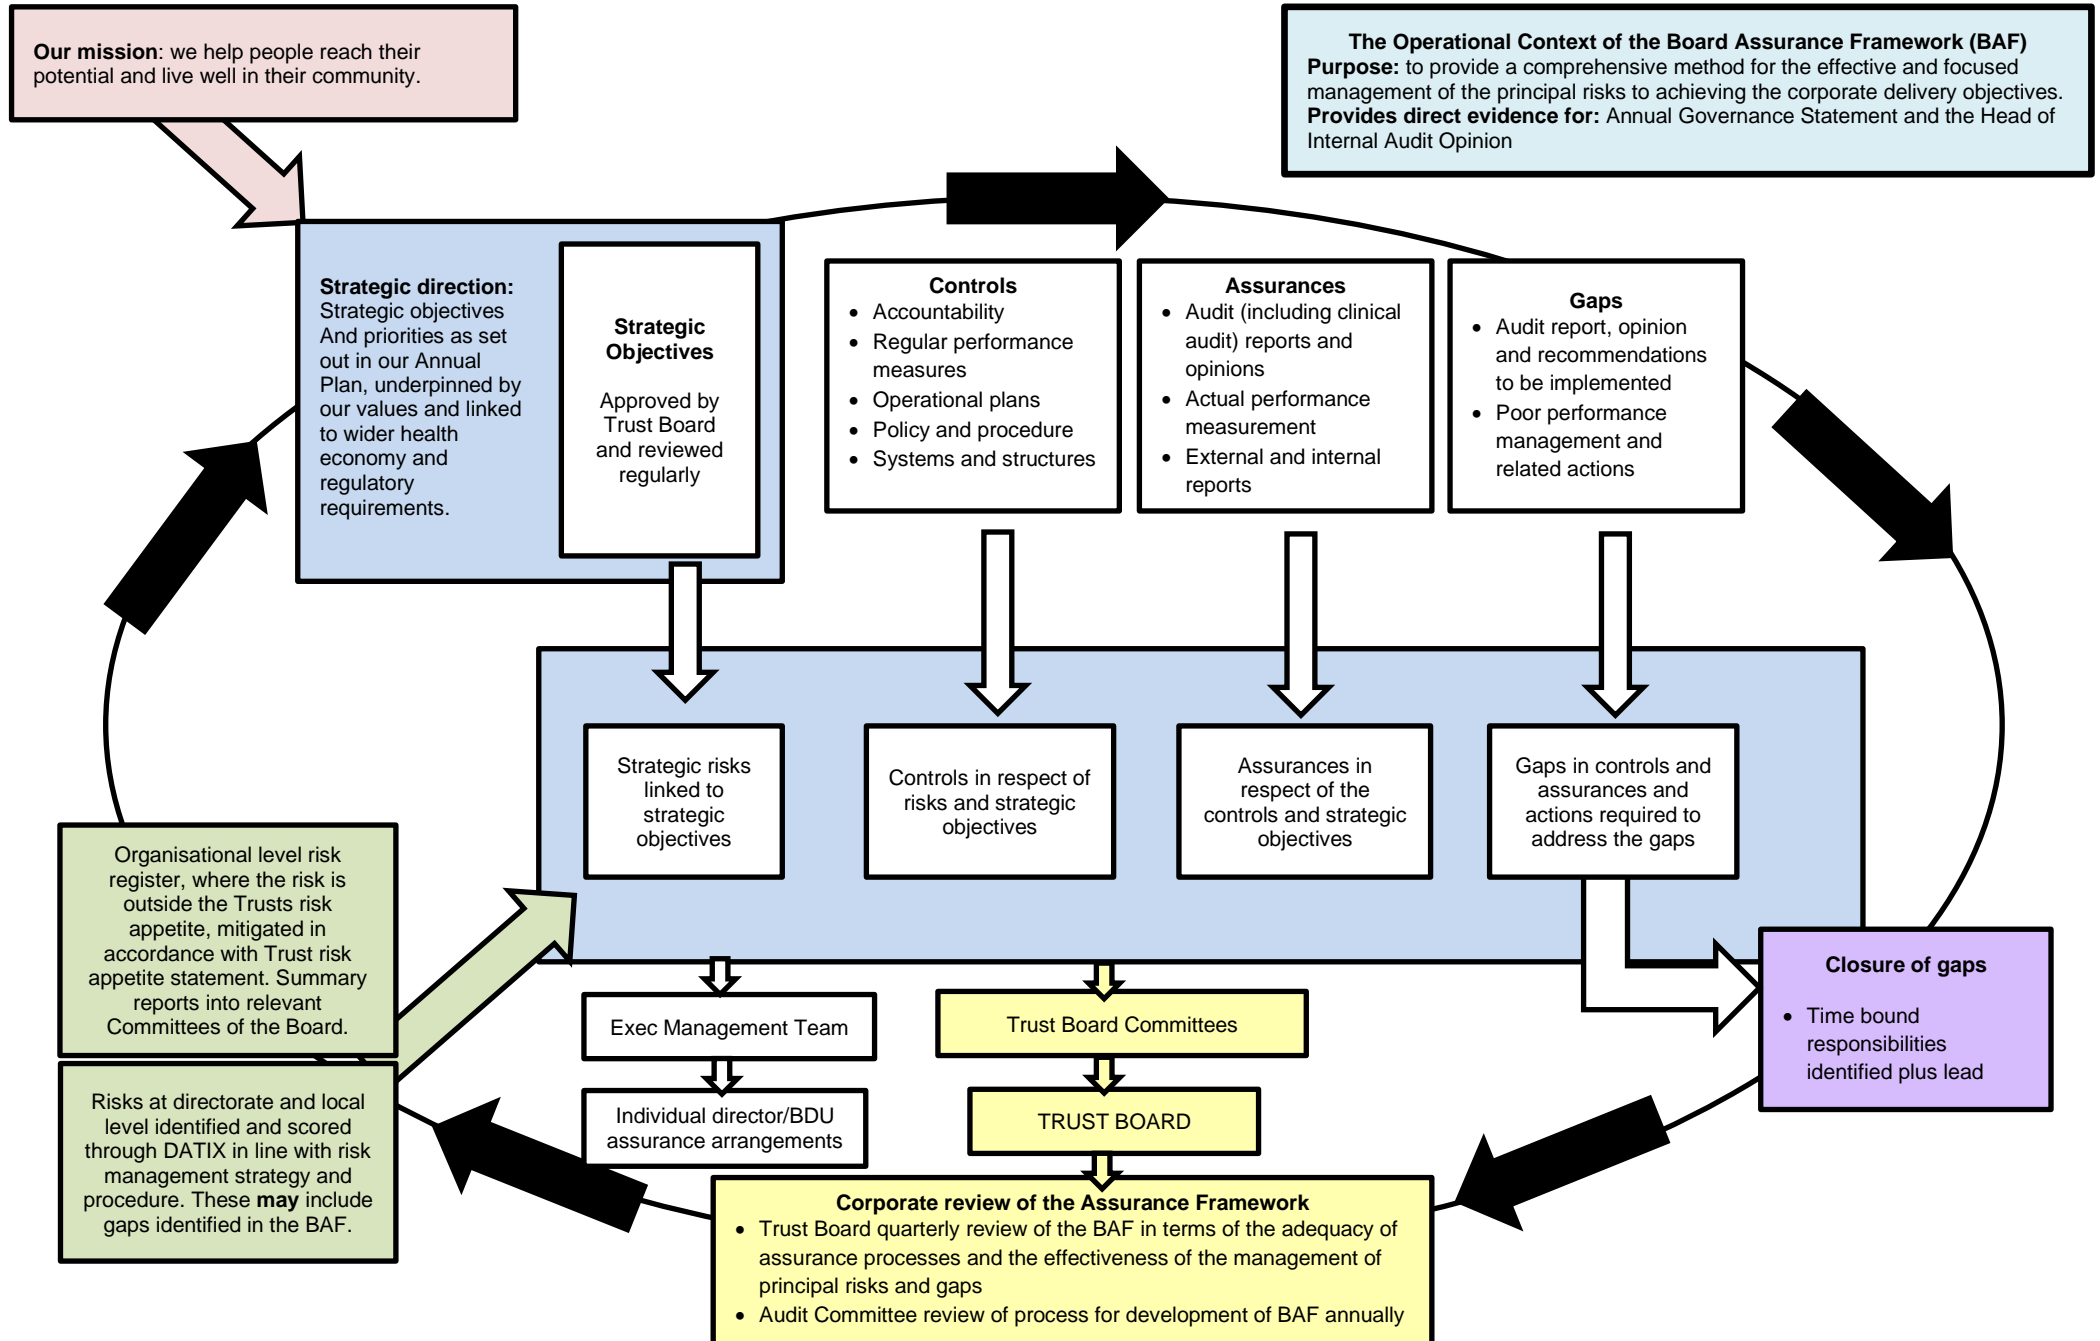 Our mission: we help people reach their
potential and live well in their community.
The Operational Context of the Board Assurance Framework (BAF)
Purpose: to provide a comprehensive method for the effective and focused
management of the principal risks to achieving the corporate delivery objectives.
Provides direct evidence for: Annual Governance Statement and the Head of
Internal Audit Opinion
Strategic direction:
Strategic objectives
And priorities as set
out in our Annual
Plan, underpinned by
our values and linked
to wider health
economy and
regulatory
requirements.
Strategic
Objectives
Approved by
Trust Board
and reviewed
regularly
Controls
• Accountability
• Regular performance
measures
• Operational plans
• Policy and procedure
• Systems and structures
Assurances
• Audit (including clinical
audit) reports and
opinions
• Actual performance
measurement
• External and internal
reports
Gaps
• Audit report, opinion
and recommendations
to be implemented
• Poor performance
management and
related actions
Strategic risks
linked to
strategic
objectives
Controls in respect of
risks and strategic
objectives
Assurances in
respect of the
controls and strategic
objectives
Gaps in controls and
assurances and
actions required to
address the gaps
Organisational level risk
register, where the risk is
outside the Trusts risk
appetite, mitigated in
accordance with Trust risk
appetite statement. Summary
reports into relevant
Committees of the Board.
Risks at directorate and local
level identified and scored
through DATIX in line with risk
management strategy and
procedure. These may include
gaps identified in the BAF.
Exec Management Team
Individual director/BDU
assurance arrangements
Trust Board Committees
TRUST BOARD
Closure of gaps
• Time bound
responsibilities
identified plus lead
Corporate review of the Assurance Framework
• Trust Board quarterly review of the BAF in terms of the adequacy of
assurance processes and the effectiveness of the management of
principal risks and gaps
• Audit Committee review of process for development of BAF annually